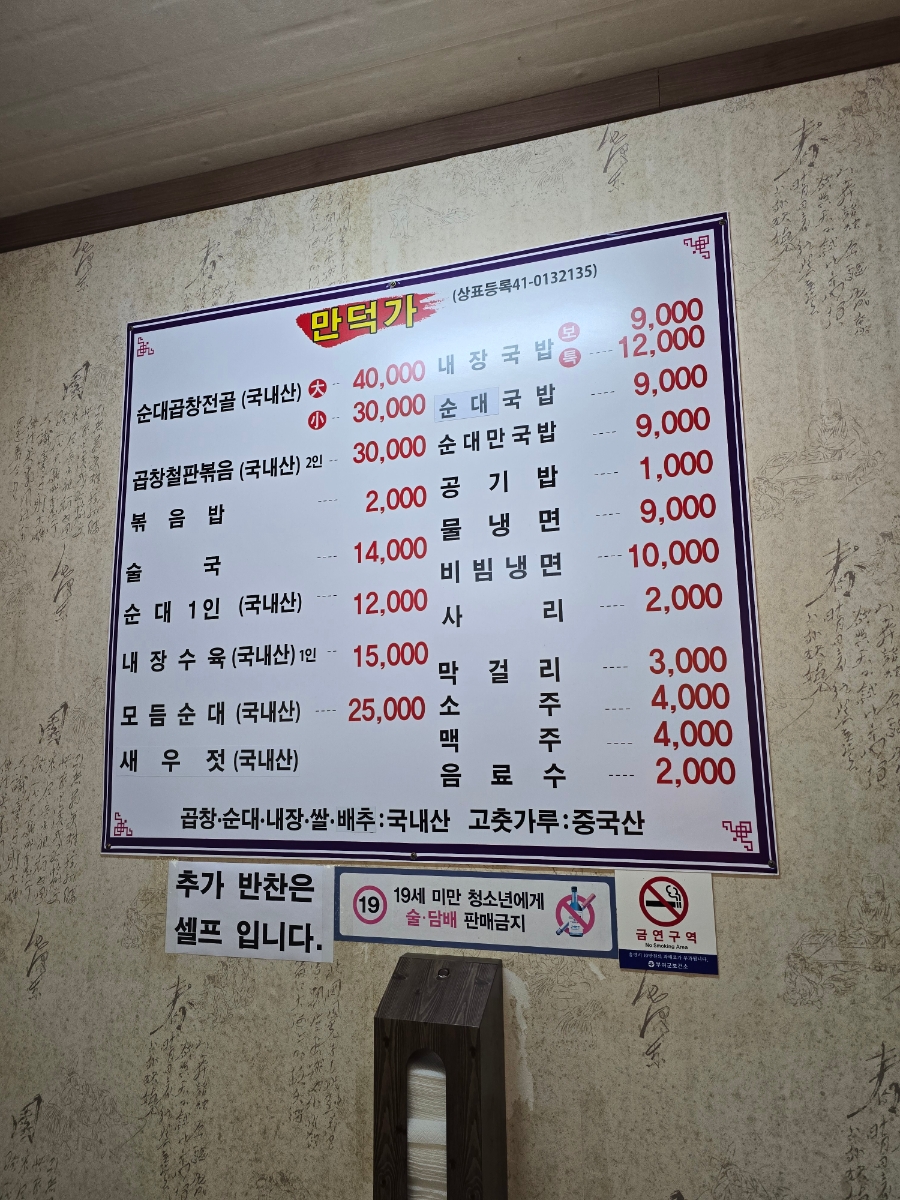 만덕가 (상표등록41-0132135)
순대곱창전골 (국내산) 大 40,000
小 30,000
곱창철판볶음 (국내산) 2인 30,000
볶음밥 2,000
술국 14,000
순대 1인 (국내산) 12,000
내장수육 (국내산) 1인 15,000
모듬순대 (국내산) 25,000
새우젓 (국내산)
내장국밥 보 9,000
특 12,000
순대국밥 9,000
순대만국밥 9,000
공기밥 1,000
물냉면 9,000
비빔냉면 10,000
사리 2,000
막걸리 3,000
소주 4,000
맥주 4,000
음료수 2,000
곱창·순대·내장·쌀·배추:국내산 고춧가루:중국산
추가 반찬은
셀프 입니다.
19
19세 미만 청소년에게
술·담배 판매금지
금연구역
No Smoking Area